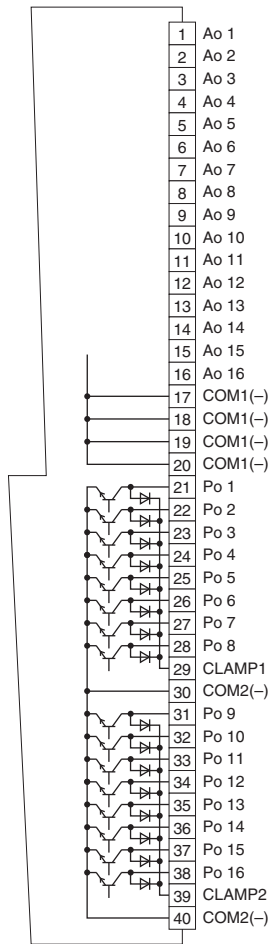 1 Ao 1
2 Ao 2
3 Ao 3
4 Ao 4
5 Ao 5
6 Ao 6
7 Ao 7
8 Ao 8
9 Ao 9
10 Ao 10
11 Ao 11
12 Ao 12
13 Ao 13
14 Ao 14
15 Ao 15
16 Ao 16
17 COM1(–)
18 COM1(–)
19 COM1(–)
20 COM1(–)
21 Po 1
22 Po 2
23 Po 3
24 Po 4
25 Po 5
26 Po 6
27 Po 7
28 Po 8
29 CLAMP1
30 COM2(–)
31 Po 9
32 Po 10
33 Po 11
34 Po 12
35 Po 13
36 Po 14
37 Po 15
38 Po 16
39 CLAMP2
40 COM2(–)